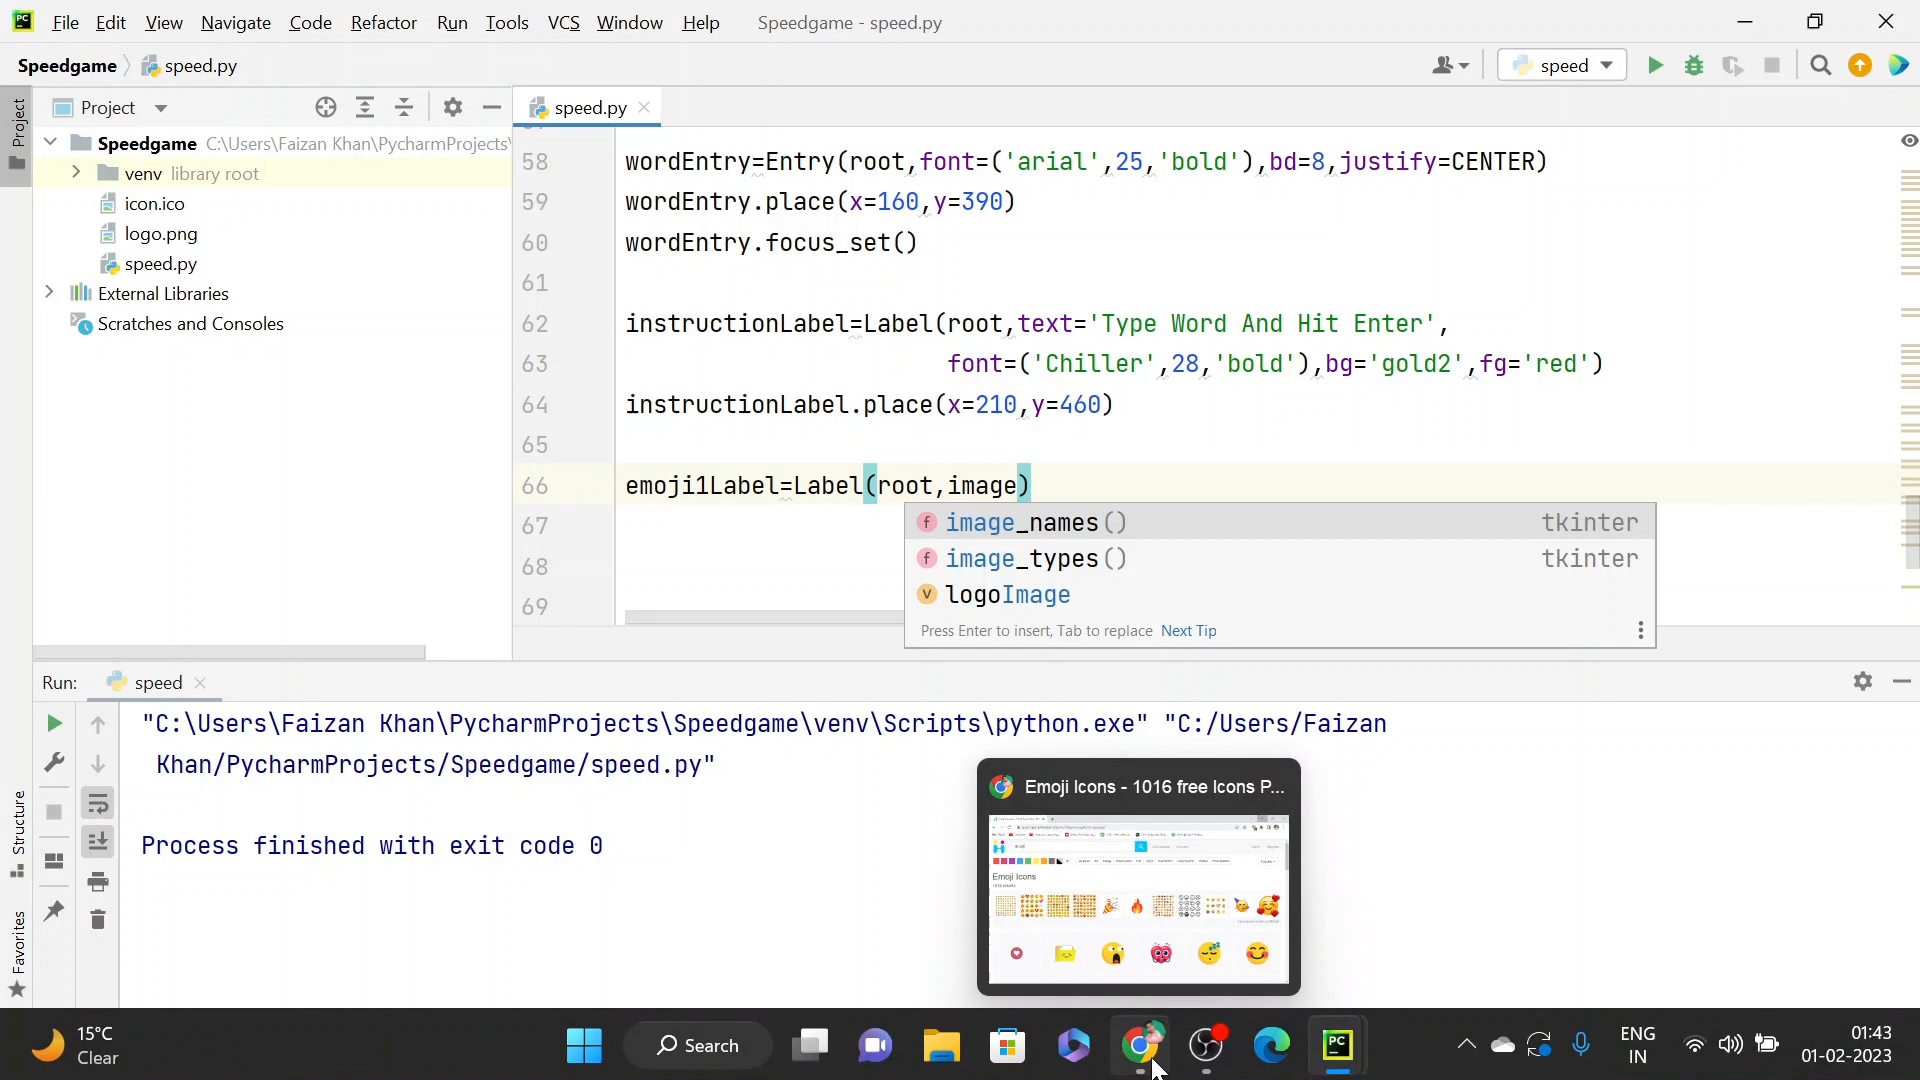 File Edit View Navigate Code Refactor Run Tools VCS Window Help Speedgame - speed.py
Speedgame speed.py speed
Project speed.py
Project
Speedgame C:\Users\Faizan Khan\PycharmProjects\
venv library root
icon.ico
logo.png
speed.py
External Libraries
Scratches and Consoles
58 wordEntry=Entry(root,font=('arial',25,'bold'),bd=8,justify=CENTER)
59 wordEntry.place(x=160,y=390)
60 wordEntry.focus_set()
61
62 instructionLabel=Label(root,text='Type Word And Hit Enter',
63 font=('Chiller',28,'bold'),bg='gold2',fg='red')
64 instructionLabel.place(x=210,y=460)
65
66 emoji1Label=Label(root,image)
67
68
69
image_names() tkinter
image_types() tkinter
logoImage
Press Enter to insert, Tab to replace Next Tip
Run: speed
"C:\Users\Faizan Khan\PycharmProjects\Speedgame\venv\Scripts\python.exe" "C:/Users/Faizan
Khan/PycharmProjects/Speedgame/speed.py"
Process finished with exit code 0
Structure
Favorites
Emoji Icons - 1016 free Icons P...
Emoji Icons
15°C
Clear
Search
ENG
IN
01:43
01-02-2023